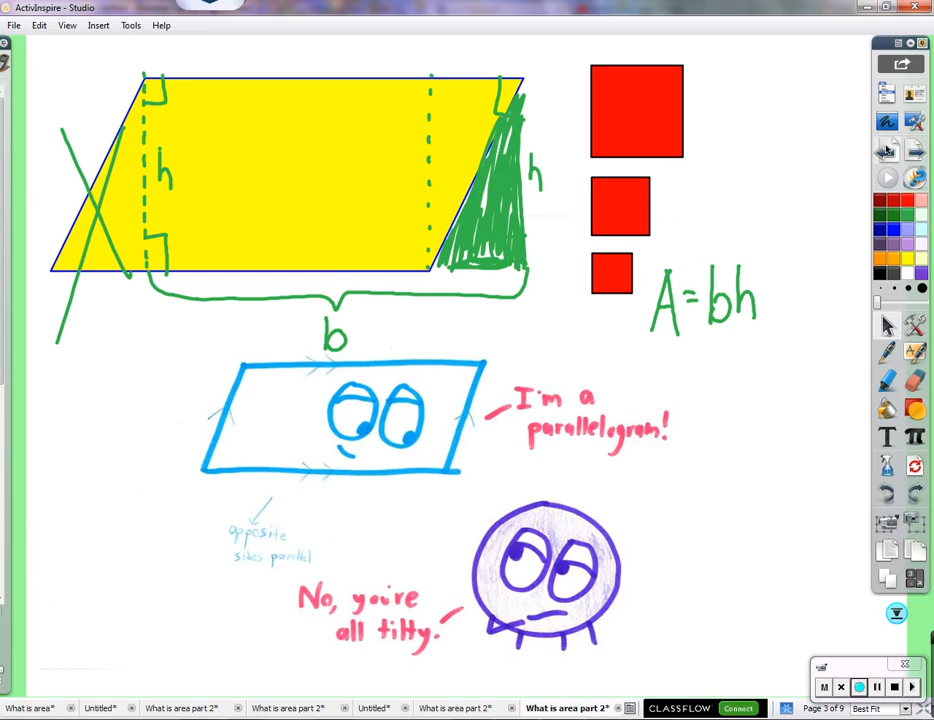 ActivInspire - Studio
File Edit View Insert Tools Help
h
h
b
A=bh
I'm a
parallelogram!
opposite
sides parallel
No, you're
all tilty.
T π
M
What is area* Untitled* What is area part 2* What is area part 2* Untitled* What is area part 2* What is area part 2* CLASSFLOW Connect Page 3 of 9 Best Fit